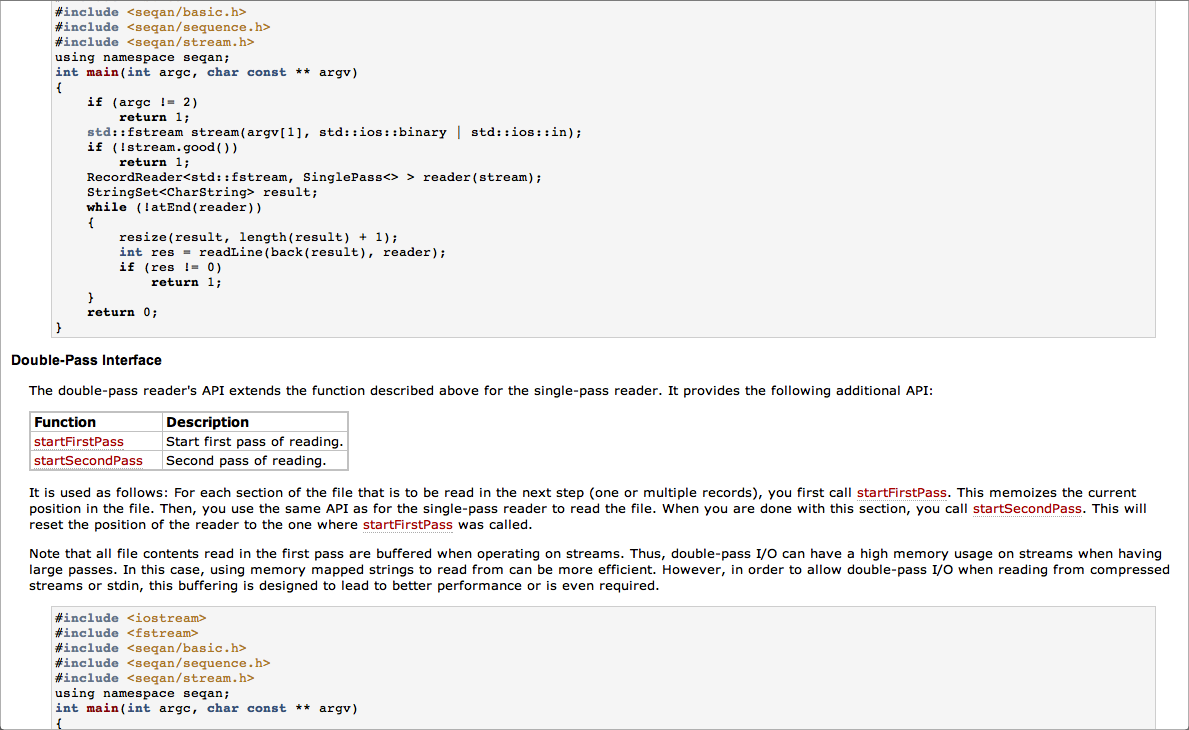 #include <seqan/basic.h>
#include <seqan/sequence.h>
#include <seqan/stream.h>
using namespace seqan;
int main(int argc, char const ** argv)
{
    if (argc != 2)
        return 1;
    std::fstream stream(argv[1], std::ios::binary | std::ios::in);
    if (!stream.good())
        return 1;
    RecordReader<std::fstream, SinglePass<> > reader(stream);
    StringSet<CharString> result;
    while (!atEnd(reader))
    {
        resize(result, length(result) + 1);
        int res = readLine(back(result), reader);
        if (res != 0)
            return 1;
    }
    return 0;
}
Double-Pass Interface
The double-pass reader's API extends the function described above for the single-pass reader. It provides the following additional API:
Function Description
startFirstPass Start first pass of reading.
startSecondPass Second pass of reading.
It is used as follows: For each section of the file that is to be read in the next step (one or multiple records), you first call startFirstPass. This memoizes the current
position in the file. Then, you use the same API as for the single-pass reader to read the file. When you are done with this section, you call startSecondPass. This will
reset the position of the reader to the one where startFirstPass was called.
Note that all file contents read in the first pass are buffered when operating on streams. Thus, double-pass I/O can have a high memory usage on streams when having
large passes. In this case, using memory mapped strings to read from can be more efficient. However, in order to allow double-pass I/O when reading from compressed
streams or stdin, this buffering is designed to lead to better performance or is even required.
#include <iostream>
#include <fstream>
#include <seqan/basic.h>
#include <seqan/sequence.h>
#include <seqan/stream.h>
using namespace seqan;
int main(int argc, char const ** argv)
{